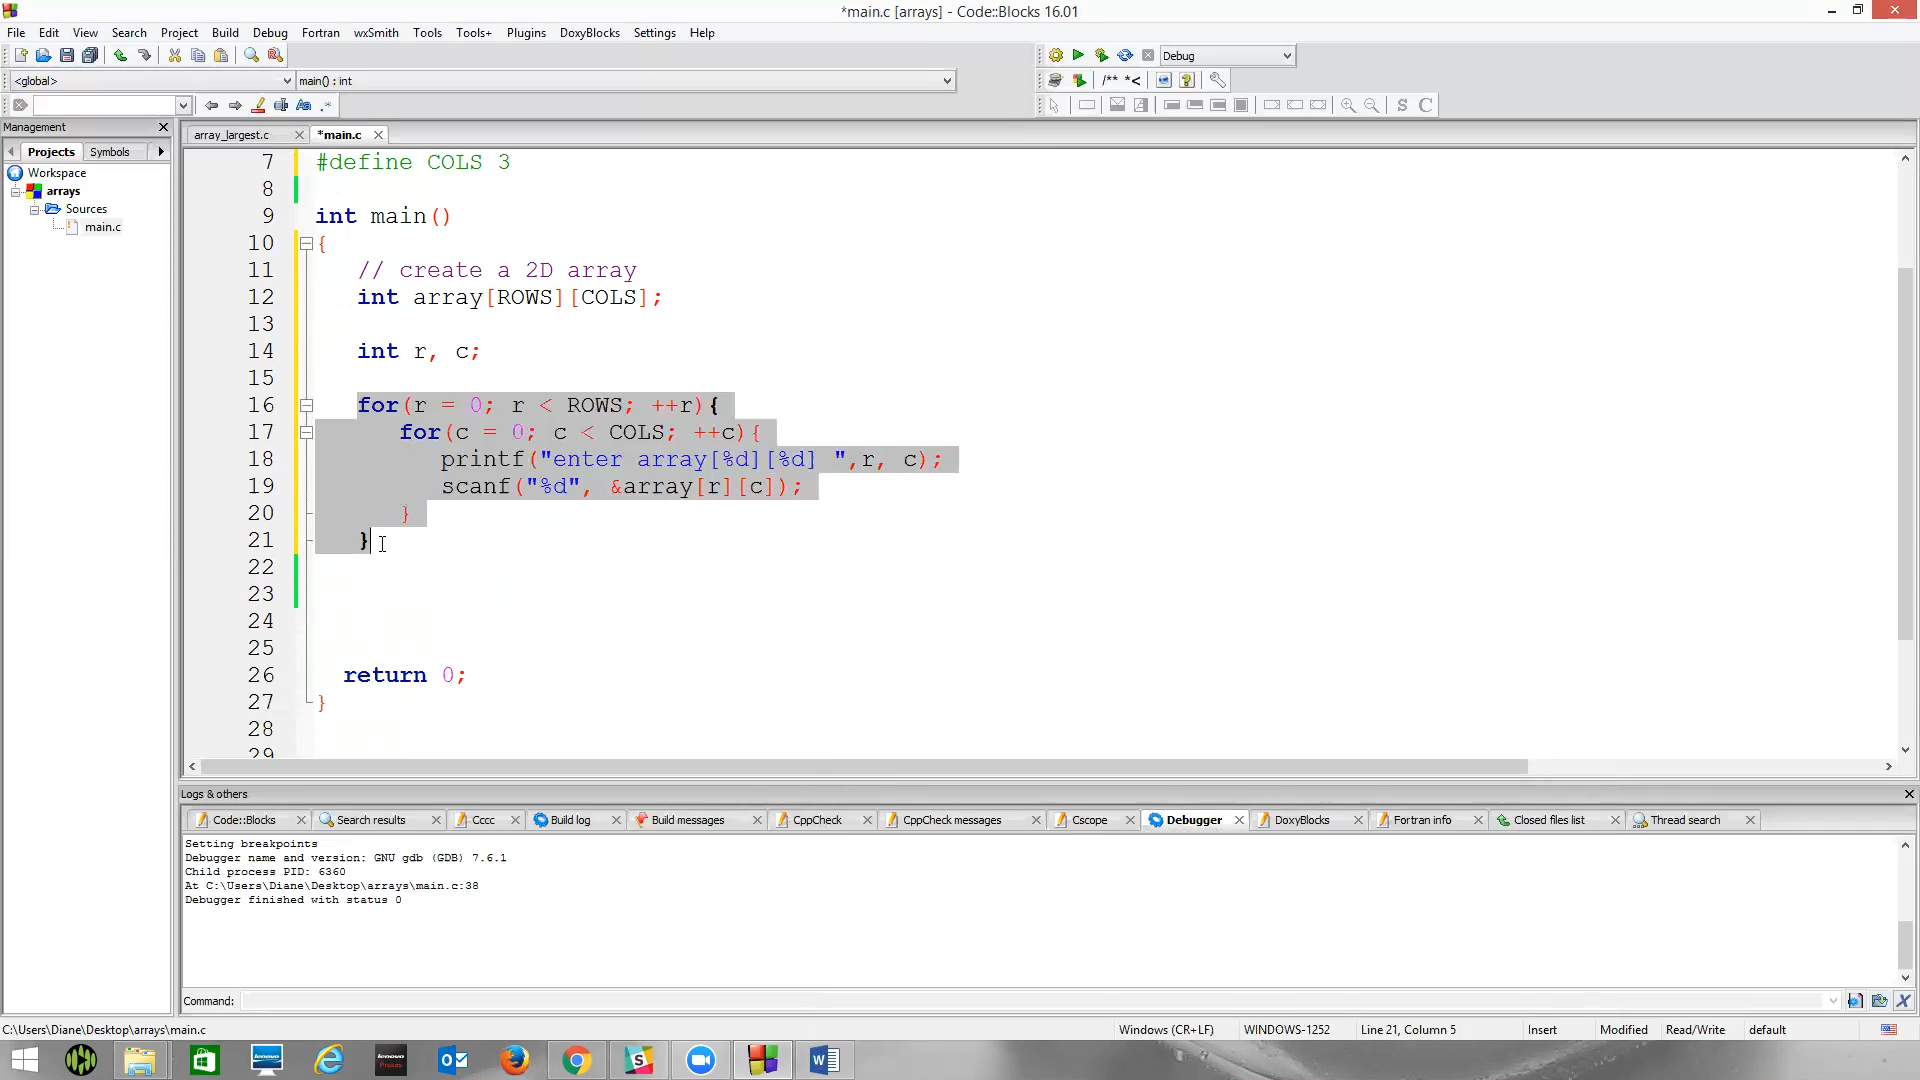 *main.c [arrays] - Code::Blocks 16.01
File Edit View Search Project Build Debug Fortran wxSmith Tools Tools+ Plugins DoxyBlocks Settings Help
Debug
<global> main() : int
/** *<
Aa .* S C
Management
array_largest.c *main.c
Projects Symbols
Workspace
arrays
Sources
main.c
7 #define COLS 3
8
9 int main()
10 {
11 // create a 2D array
12 int array[ROWS][COLS];
13
14 int r, c;
15
16 for(r = 0; r < ROWS; ++r){
17 for(c = 0; c < COLS; ++c){
18 printf("enter array[%d][%d] ",r, c);
19 scanf("%d", &array[r][c]);
20 }
21 }
22
23
24
25
26 return 0;
27 }
28
29
Logs & others
Code::Blocks Search results Cccc Build log Build messages CppCheck CppCheck messages Cscope Debugger DoxyBlocks Fortran info Closed files list Thread search
Setting breakpoints
Debugger name and version: GNU gdb (GDB) 7.6.1
Child process PID: 6360
At C:\Users\Diane\Desktop\arrays\main.c:38
Debugger finished with status 0
Command:
C:\Users\Diane\Desktop\arrays\main.c Windows (CR+LF) WINDOWS-1252 Line 21, Column 5 Insert Modified Read/Write default